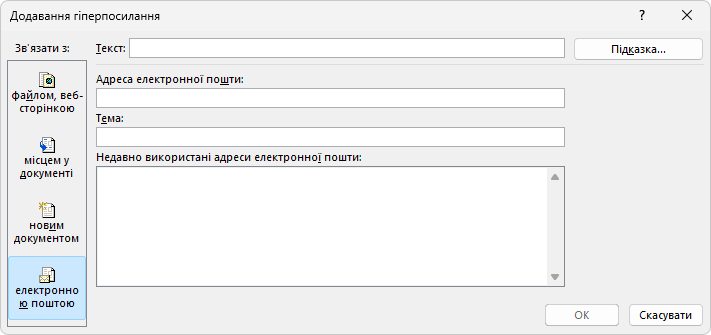 Додавання гіперпосилання
?
Зв'язати з:
Текст:
Підказка...
файлом, веб-
сторінкою
Адреса електронної пошти:
Тема:
місцем у
документі
Недавно використані адреси електронної пошти:
новим
документом
електронно
ю поштою
OK
Скасувати